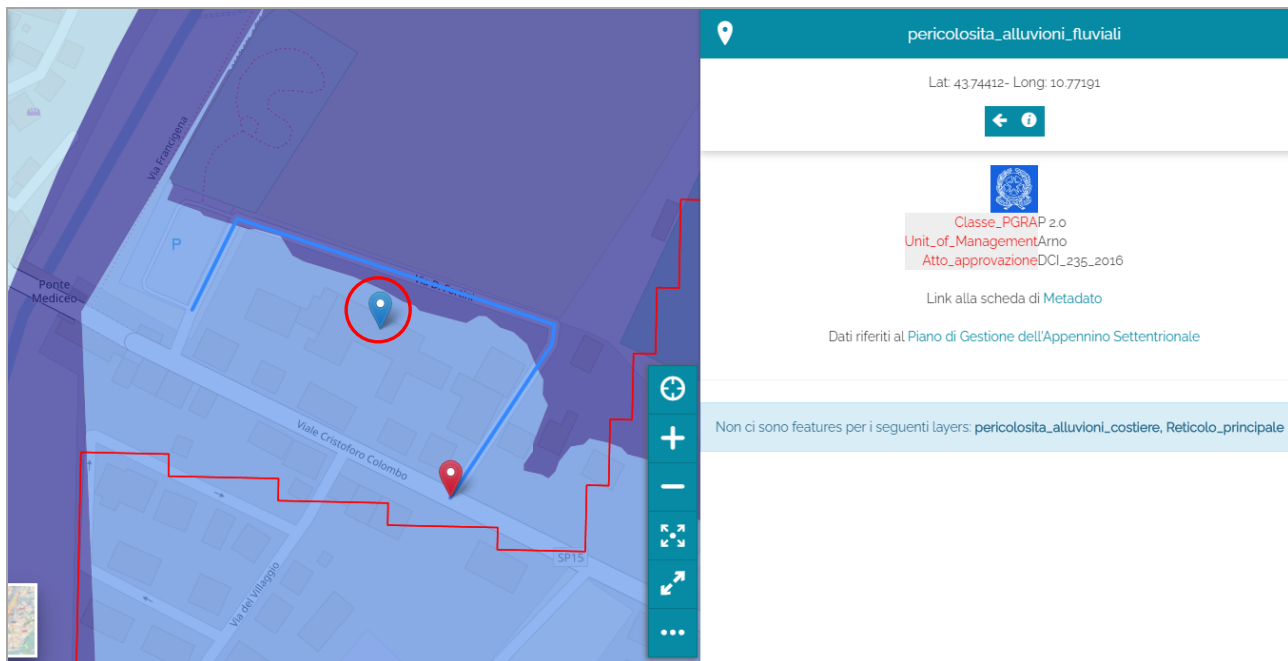 Via Francigena
P
Ponte
Mediceo
Viale Cristoforo Colombo
Via del Villaggio
SP15
pericolosita_alluvioni_fluviali
Lat: 43.74412- Long: 10.77191
Classe_PGRAP 2.0
Unit_of_ManagementArno
Atto_approvazioneDCI_235_2016
Link alla scheda di Metadato
Dati riferiti al Piano di Gestione dell'Appennino Settentrionale
Non ci sono features per i seguenti layers: pericolosita_alluvioni_costiere, Reticolo_principale